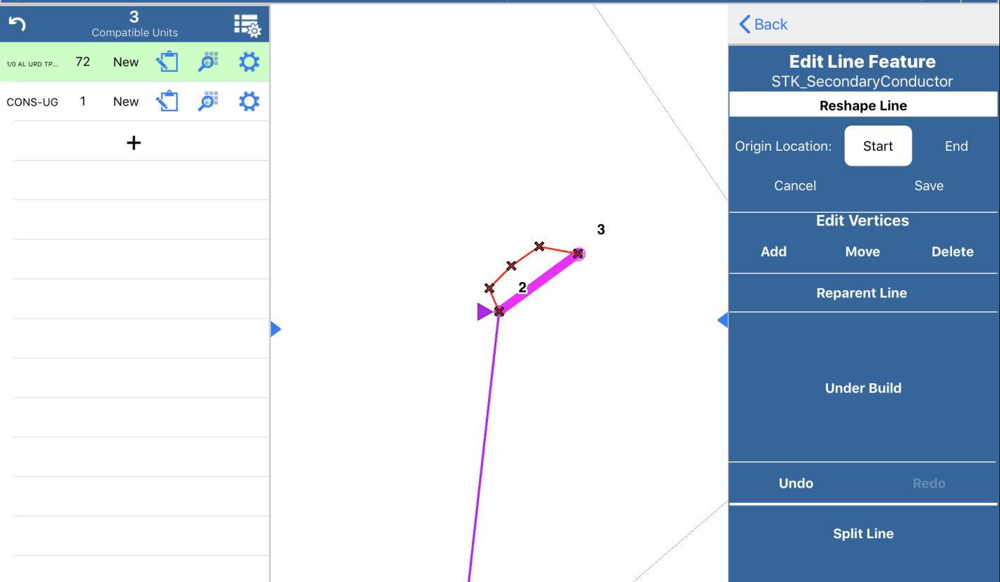 3
Compatible Units
1/0 AL URD TP... 72 New
CONS-UG 1 New
+
3
2
Back
Edit Line Feature
STK_SecondaryConductor
Reshape Line
Origin Location: Start End
Cancel Save
Edit Vertices
Add Move Delete
Reparent Line
Under Build
Undo Redo
Split Line